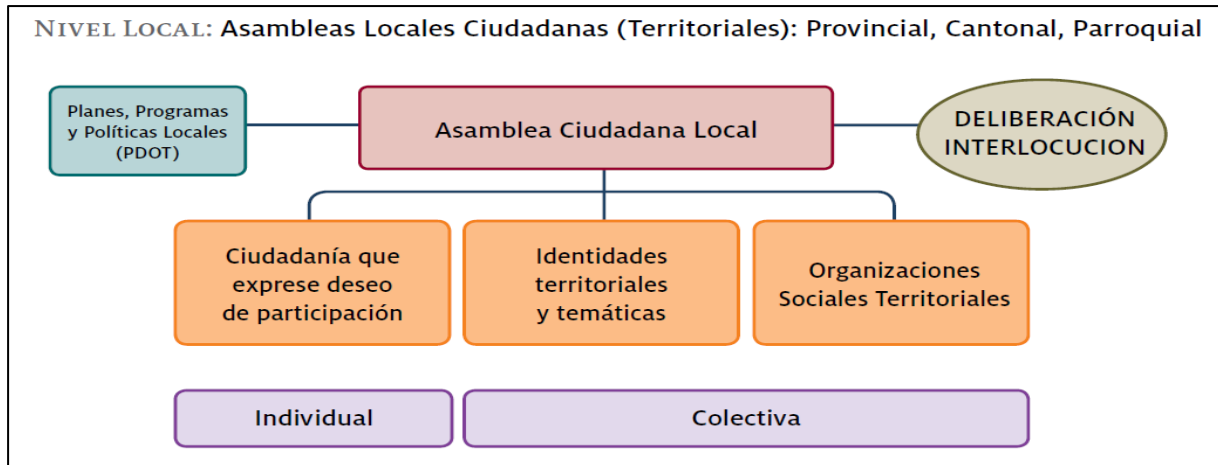 NIVEL LOCAL: Asambleas Locales Ciudadanas (Territoriales): Provincial, Cantonal, Parroquial
Planes, Programas
y Políticas Locales
(PDOT)
Asamblea Ciudadana Local
DELIBERACIÓN
INTERLOCUCION
Ciudadanía que
exprese deseo
de participación
Identidades
territoriales
y temáticas
Organizaciones
Sociales Territoriales
Individual
Colectiva